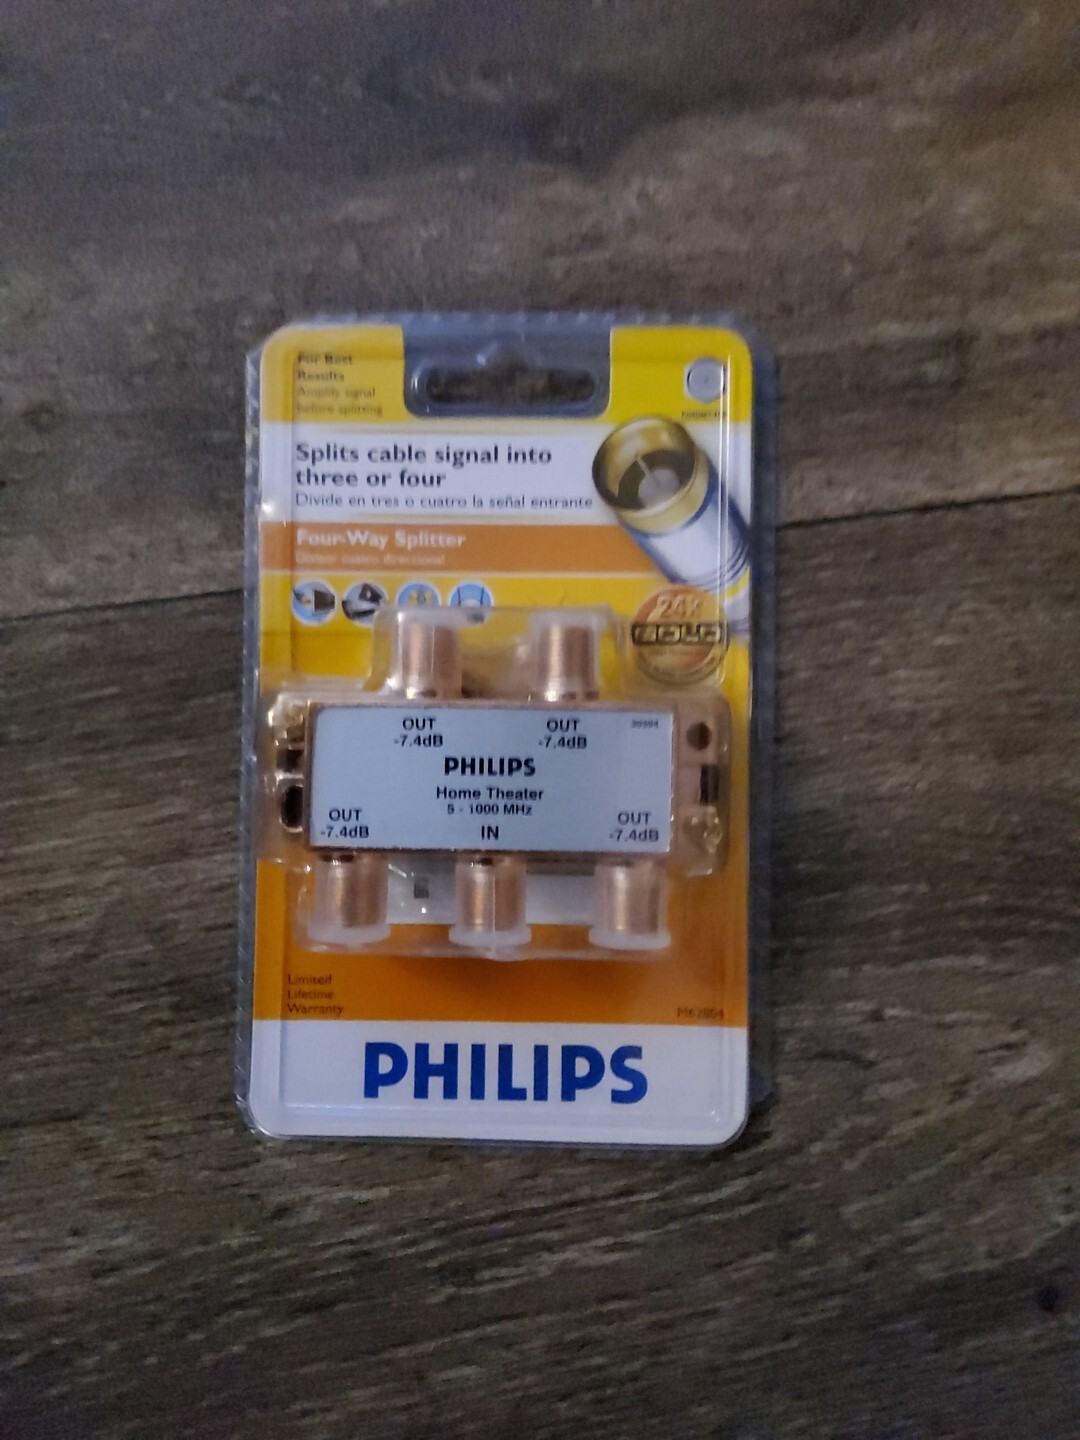 For Best
Results
Amplify signal
before splitting
Splits cable signal into
three or four
Divide en tres o cuatro la señal entrante
Four-Way Splitter
24k
GOLD
OUT
-7.4dB
OUT
-7.4dB
PHILIPS
Home Theater
5 - 1000 MHz
OUT
-7.4dB
IN
OUT
-7.4dB
Limited
Lifetime
Warranty
PHILIPS